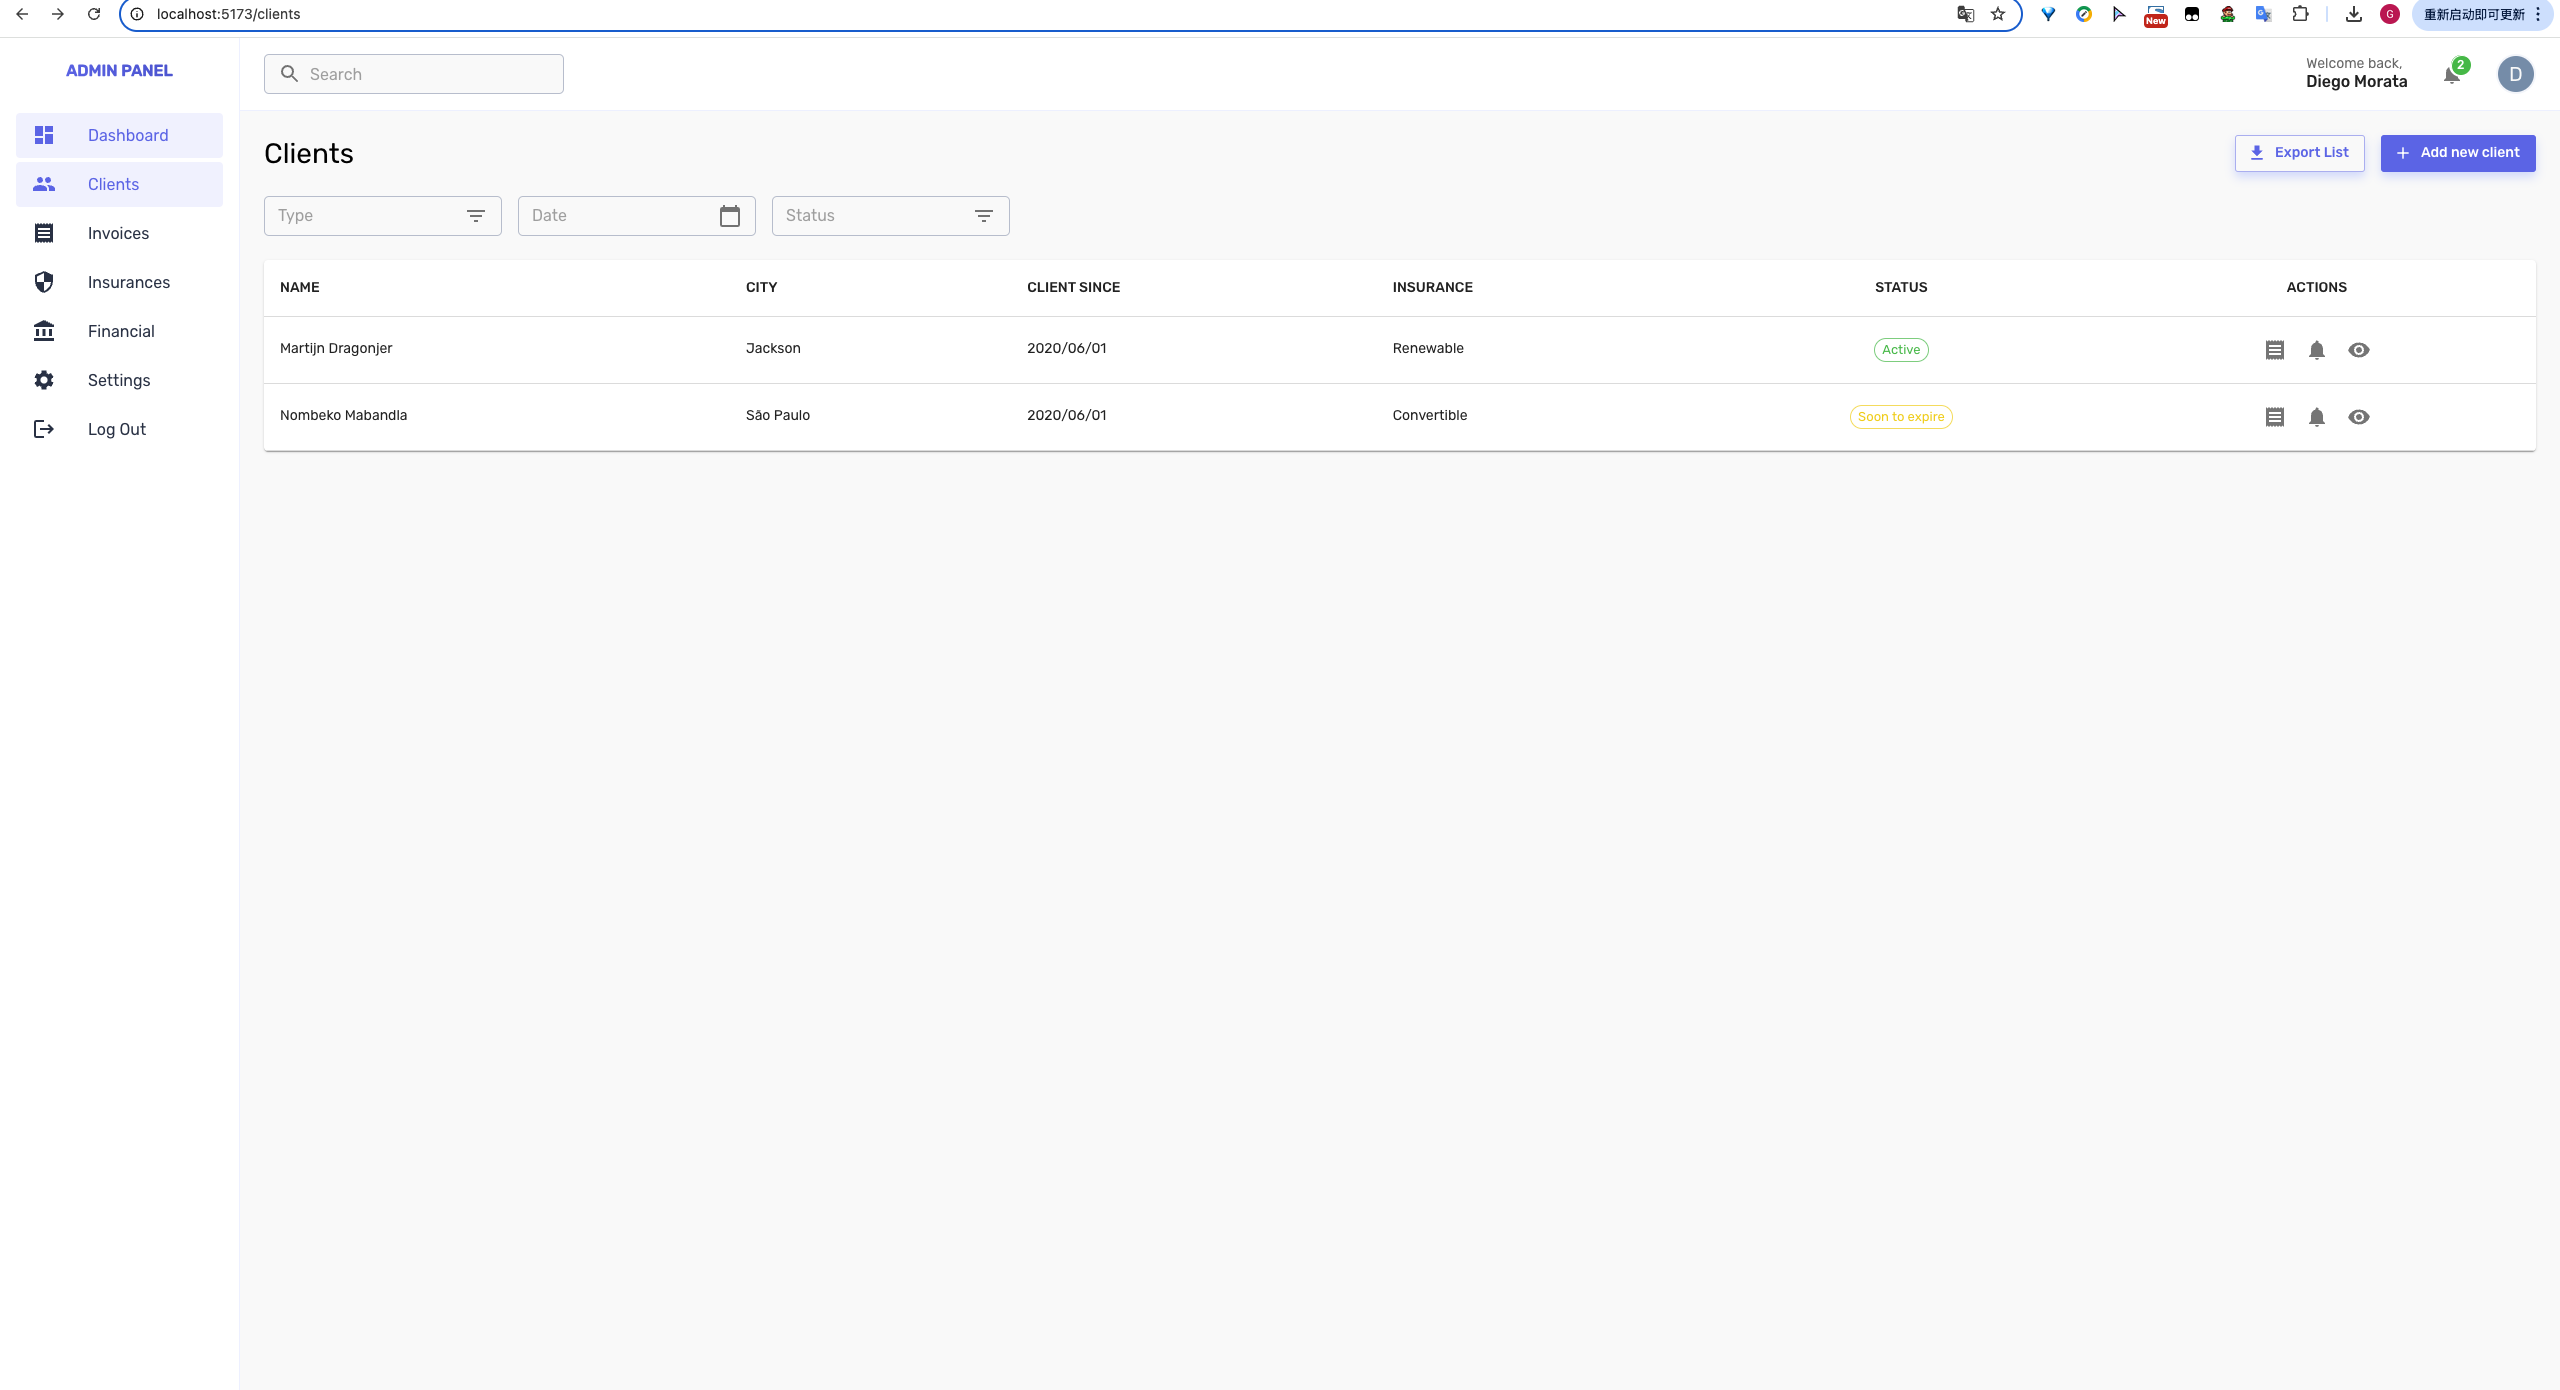 localhost:5173/clients
New
G
重新启动即可更新
ADMIN PANEL
Search
Welcome back,
Diego Morata
2
D
Dashboard
Clients
Invoices
Insurances
Financial
Settings
Log Out
Clients
Export List
Add new client
Type
Date
Status
NAME CITY CLIENT SINCE INSURANCE STATUS ACTIONS
Martijn Dragonjer Jackson 2020/06/01 Renewable Active
Nombeko Mabandla São Paulo 2020/06/01 Convertible Soon to expire